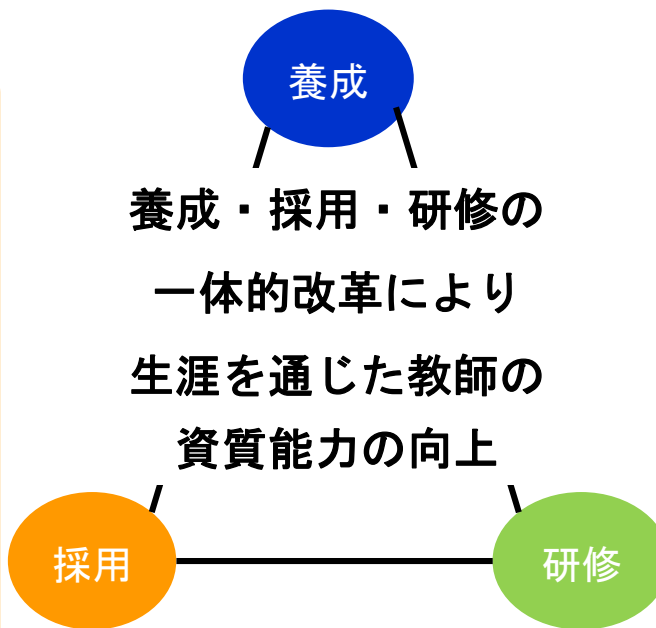 養成
養成・採用・研修の
一体的改革により
生涯を通じた教師の
資質能力の向上
採用
研修